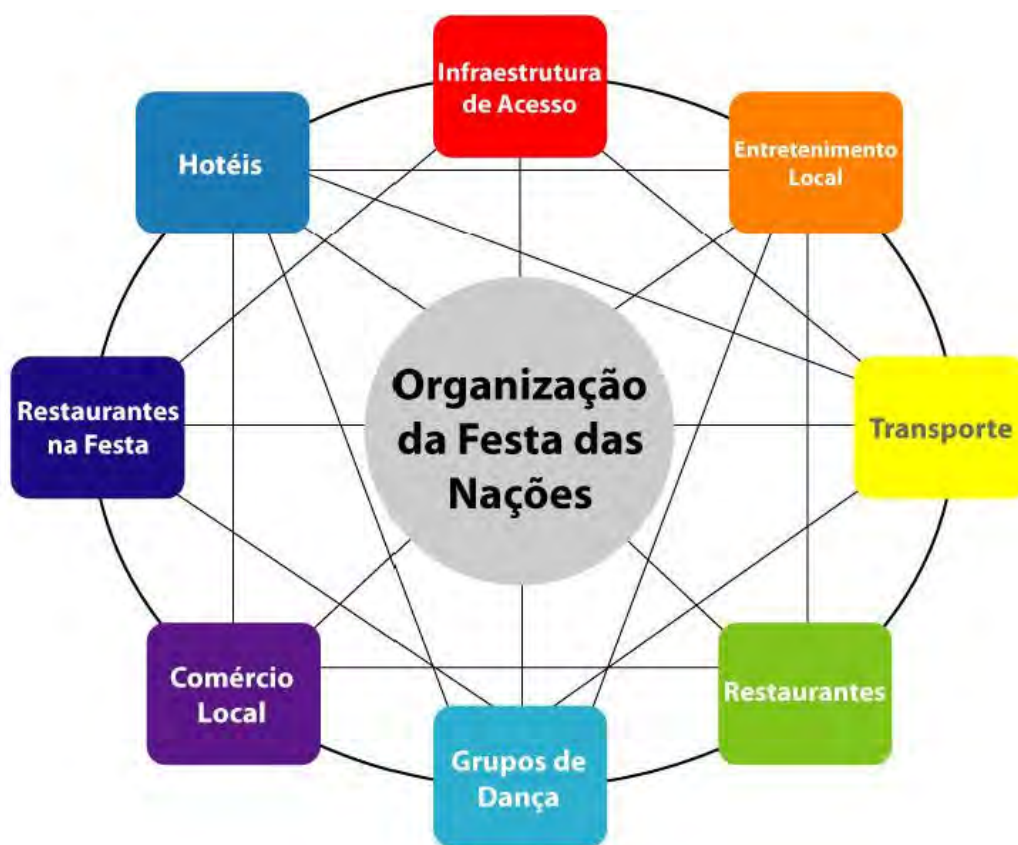 Infraestrutura
de Acesso
Hotéis
Entretenimento
Local
Organização
da Festa das
Nações
Restaurantes
na Festa
Transporte
Comércio
Local
Restaurantes
Grupos de
Dança